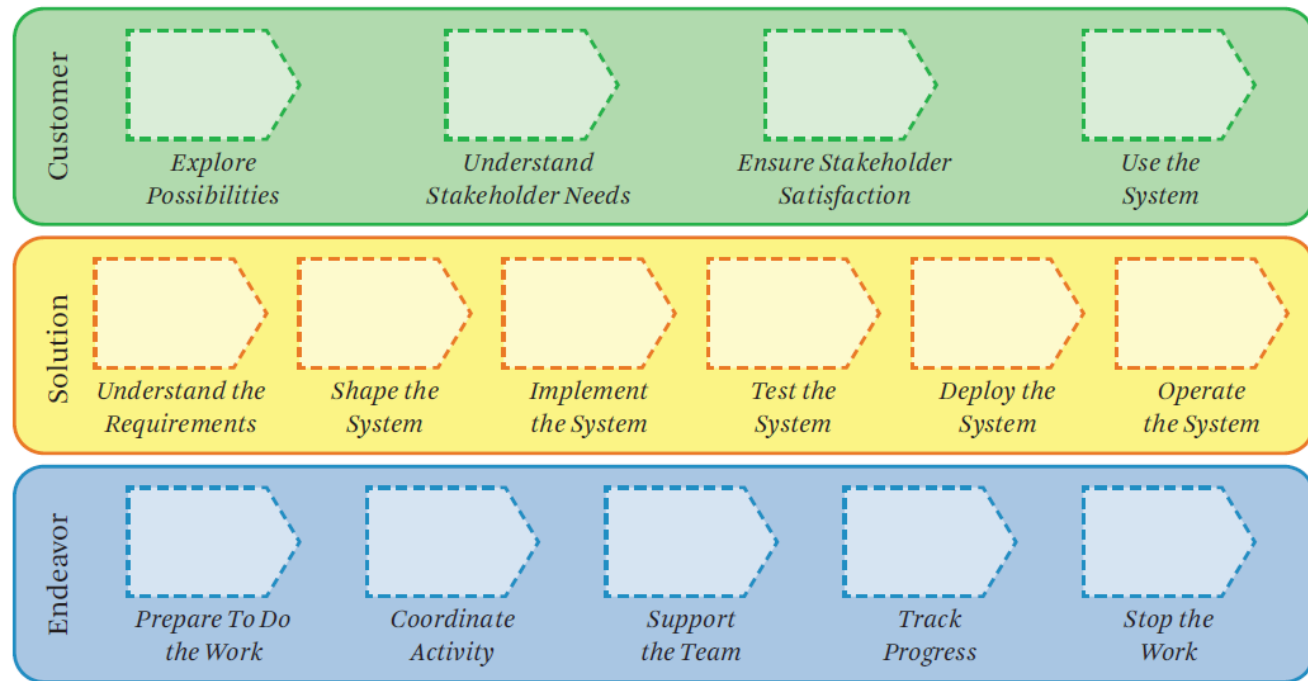 Customer
Explore
Possibilities
Understand
Stakeholder Needs
Ensure Stakeholder
Satisfaction
Use the
System
Solution
Understand the
Requirements
Shape the
System
Implement
the System
Test the
System
Deploy the
System
Operate
the System
Endeavor
Prepare To Do
the Work
Coordinate
Activity
Support
the Team
Track
Progress
Stop the
Work